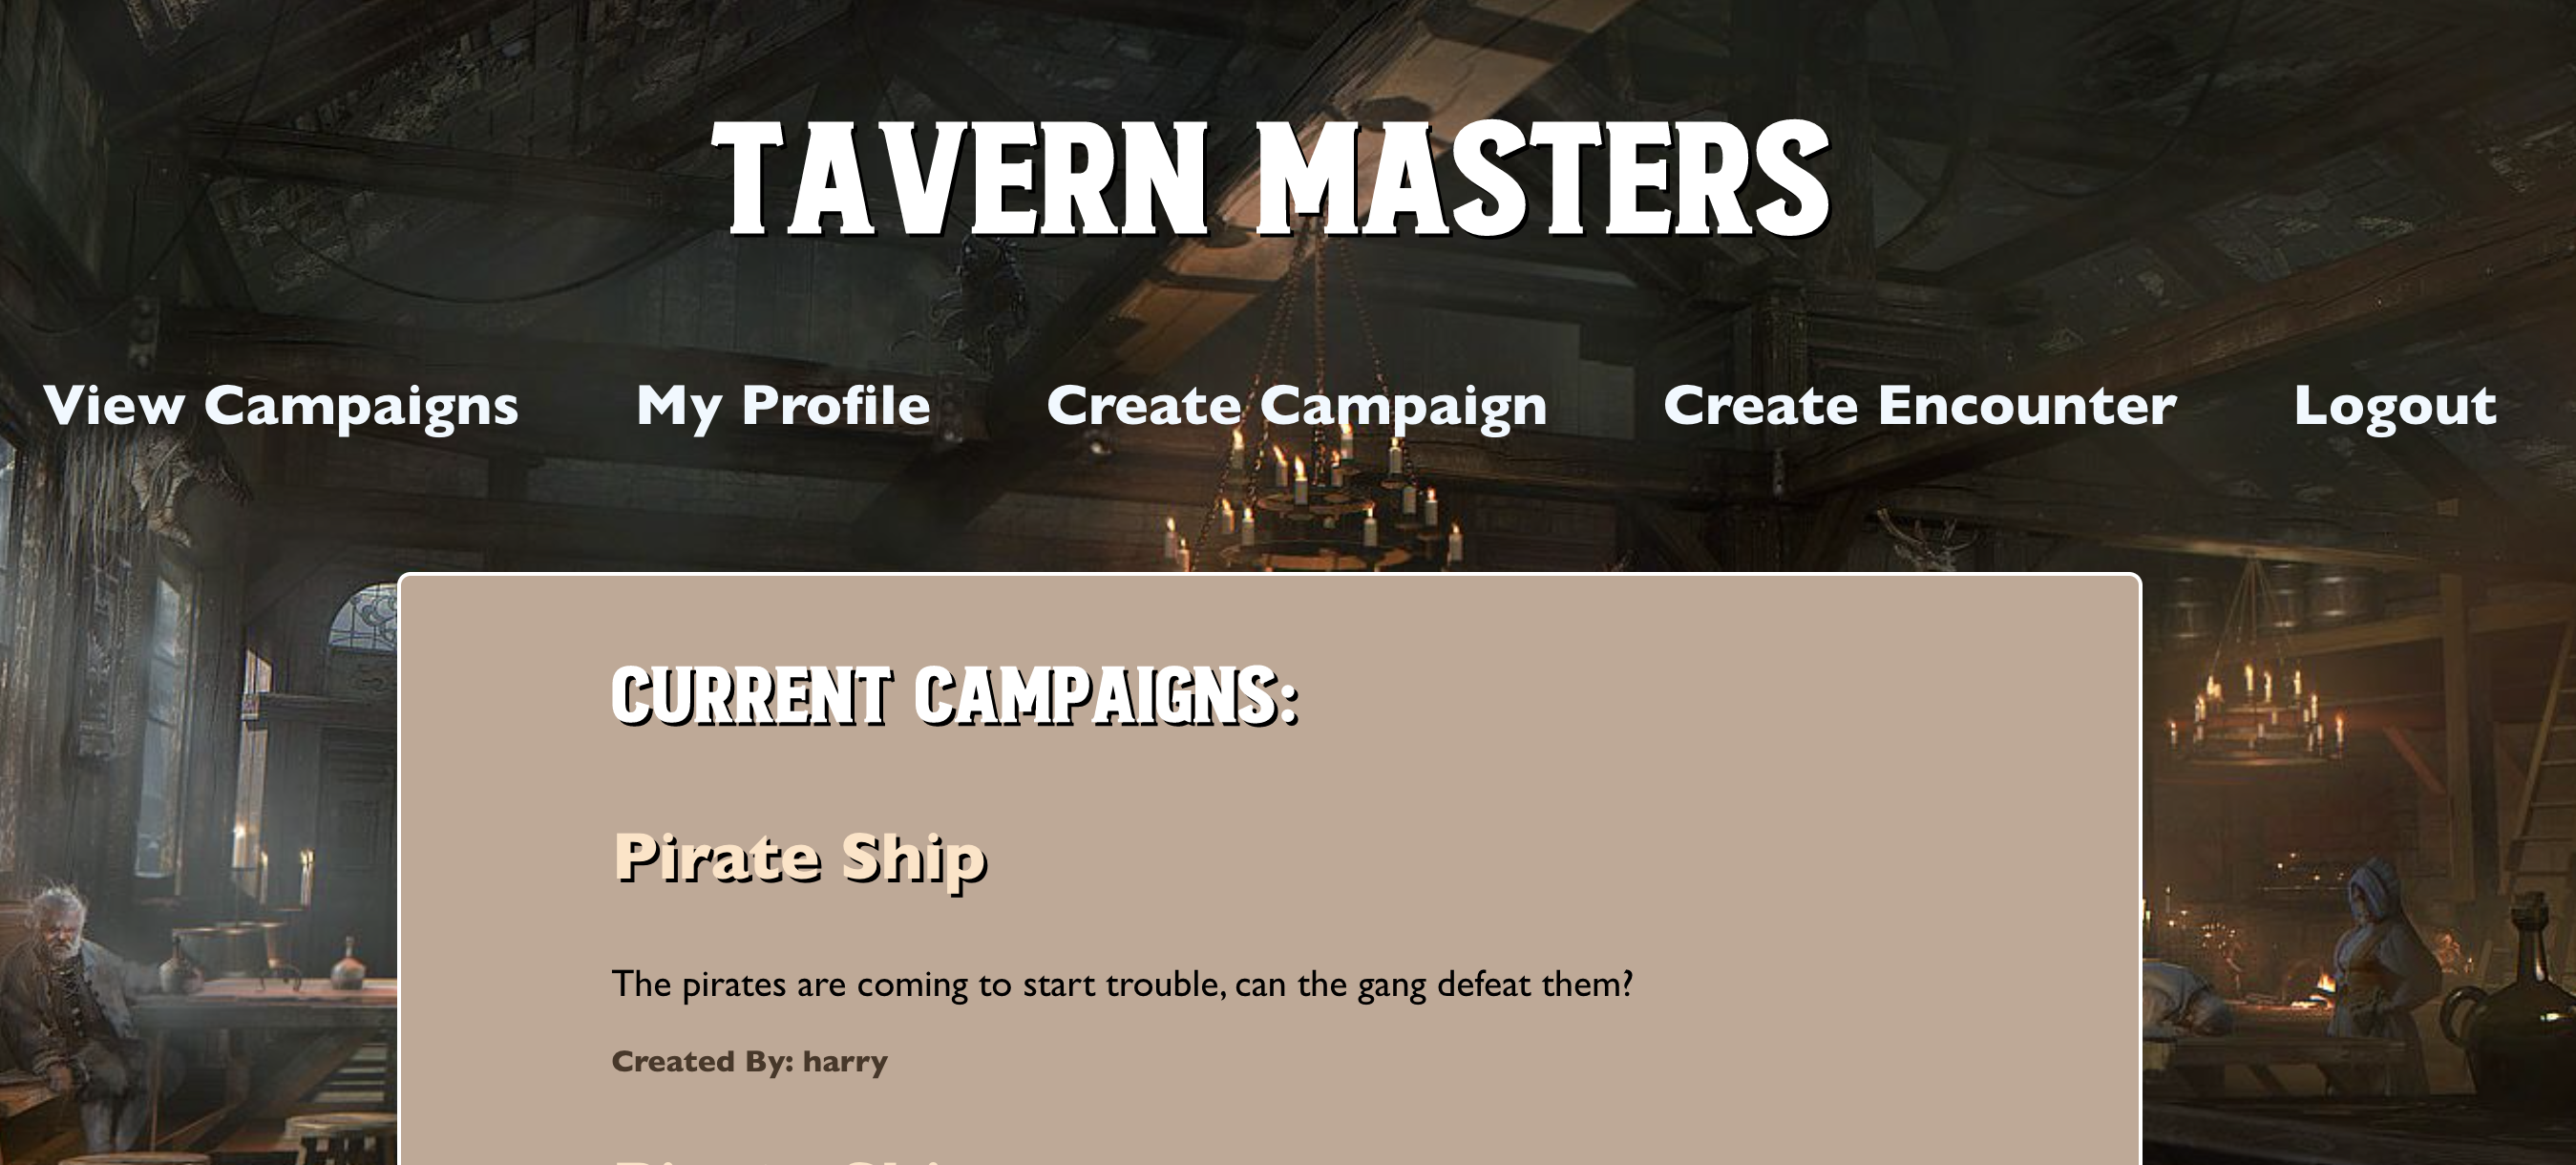 TAVERN MASTERS
View Campaigns My Profile Create Campaign Create Encounter Logout
CURRENT CAMPAIGNS:
Pirate Ship
The pirates are coming to start trouble, can the gang defeat them?
Created By: harry